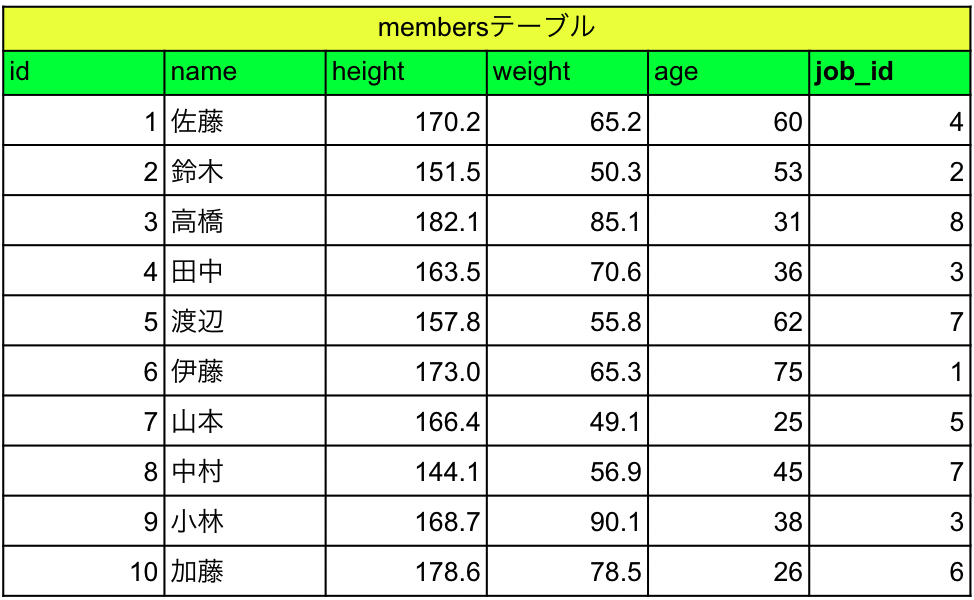 membersテーブル
id name height weight age job_id
1 佐藤 170.2 65.2 60 4
2 鈴木 151.5 50.3 53 2
3 高橋 182.1 85.1 31 8
4 田中 163.5 70.6 36 3
5 渡辺 157.8 55.8 62 7
6 伊藤 173.0 65.3 75 1
7 山本 166.4 49.1 25 5
8 中村 144.1 56.9 45 7
9 小林 168.7 90.1 38 3
10 加藤 178.6 78.5 26 6